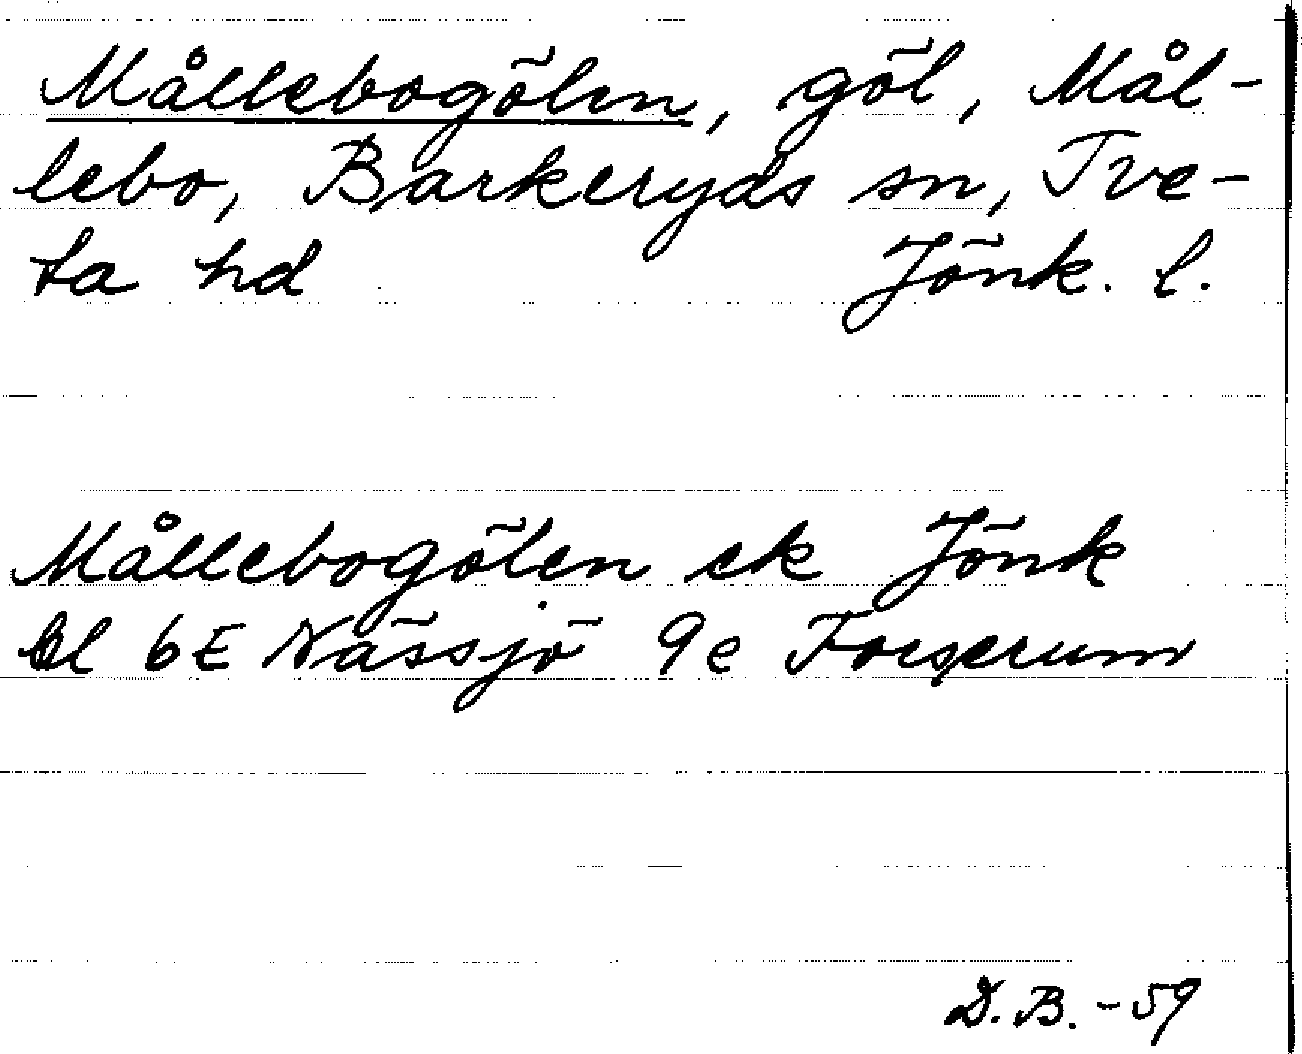 Mållebogölen, göl, Mål-
lebo, Barkeryds sn, Tve-
ta hd Jönk. l.
Mållebogölen ek Jönk
bl 6E Nässjö 9e Forserum
D.B. -59